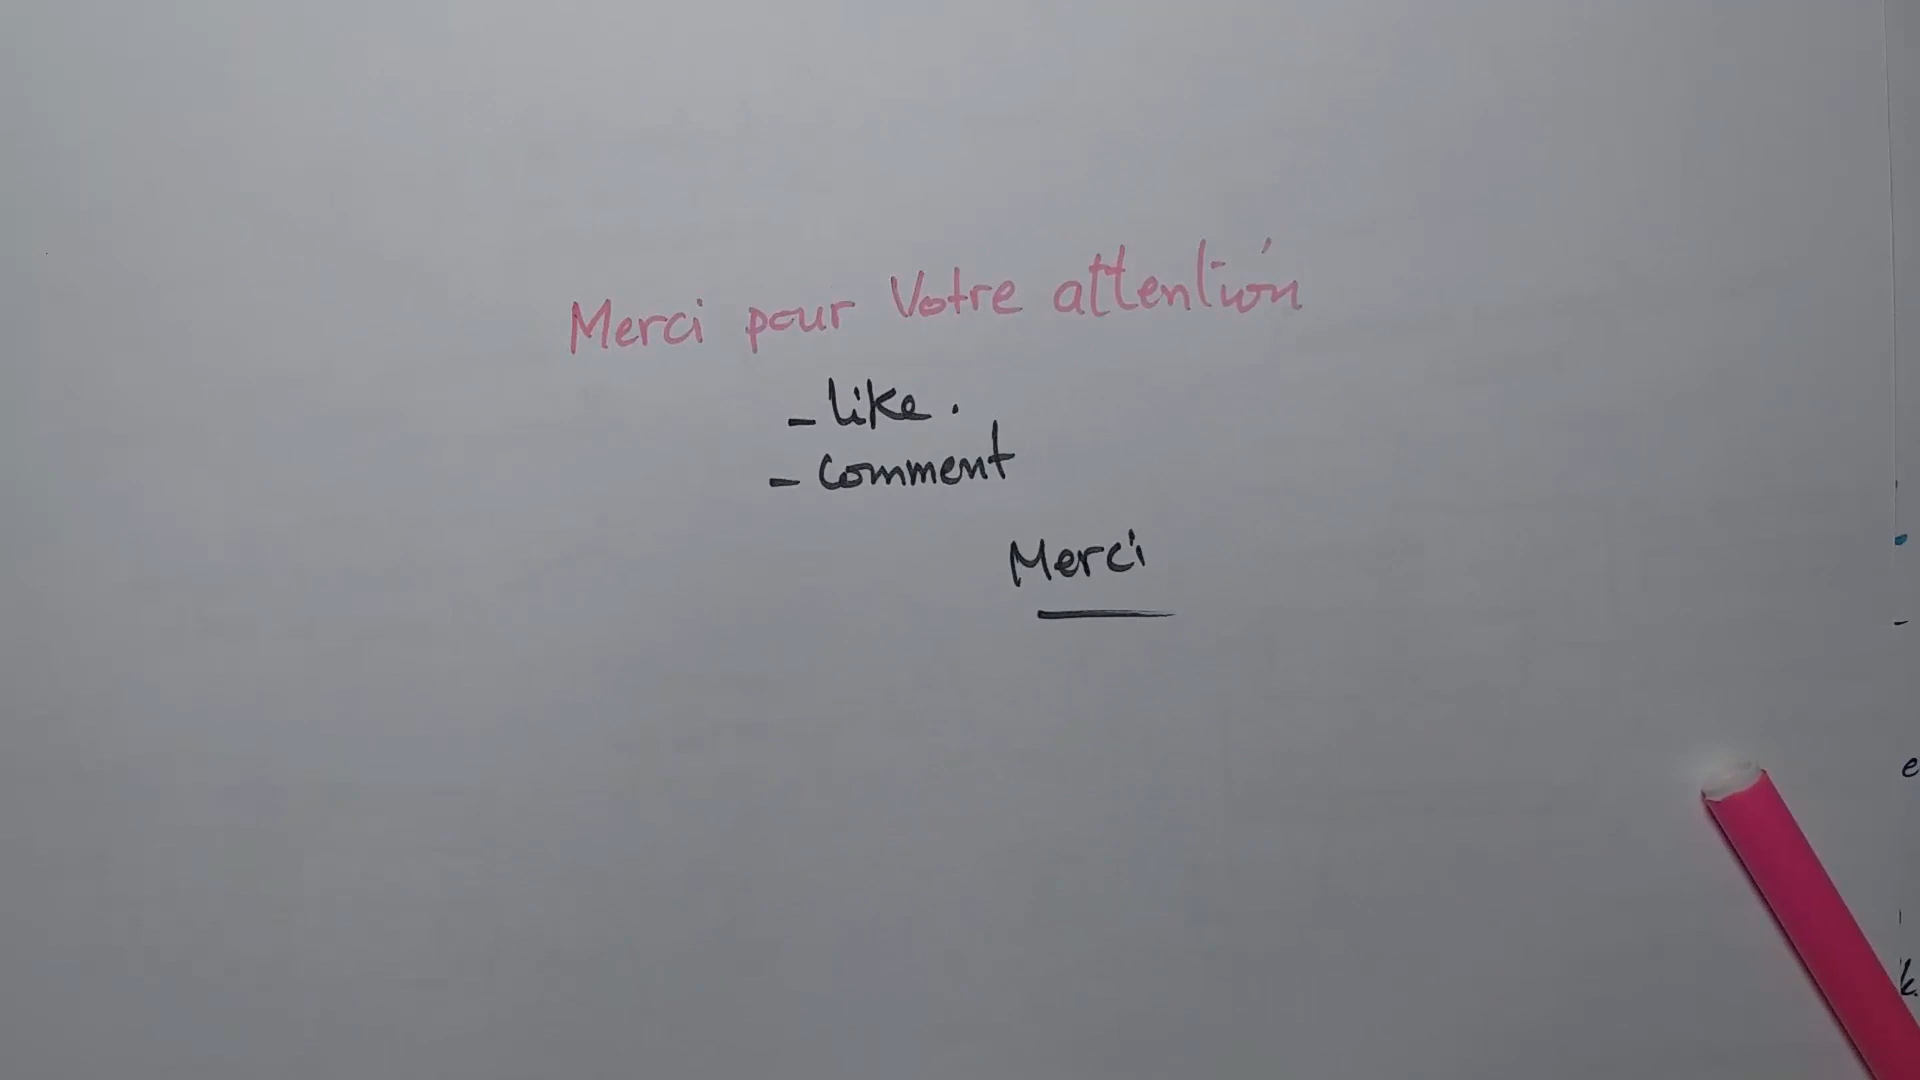 Merci pour Votre attention
- like.
- Comment
Merci